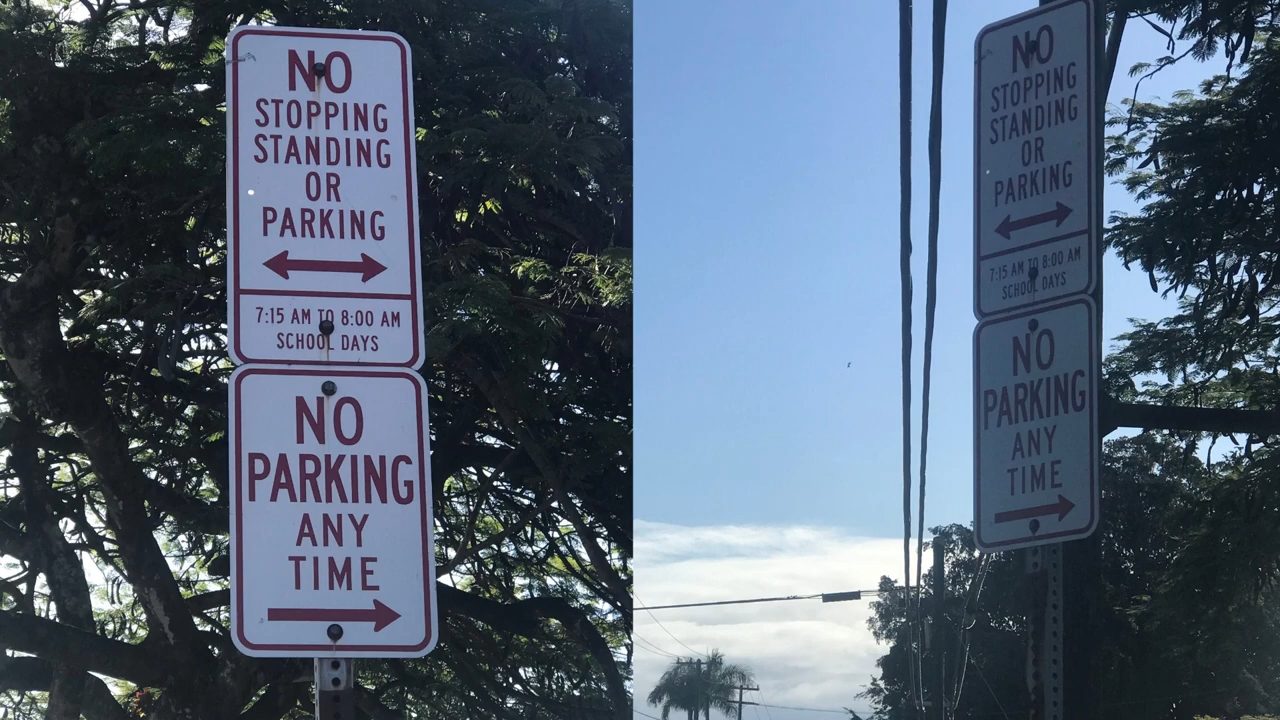 NO
STOPPING
STANDING
OR
PARKING
7:15 AM TO 8:00 AM
SCHOOL DAYS
NO
PARKING
ANY
TIME
NO
STOPPING
STANDING
OR
PARKING
7:15 AM TO 8:00 AM
SCHOOL DAYS
NO
PARKING
ANY
TIME